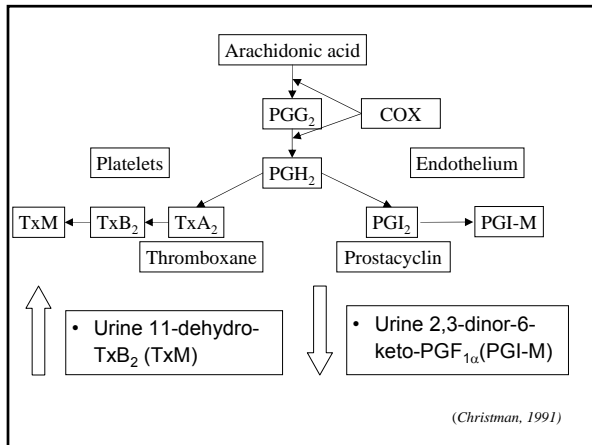 Arachidonic acid
PGG₂
COX
Platelets
Endothelium
PGH₂
TxM
TxB₂
TxA₂
PGI₂
PGI-M
Thromboxane
Prostacyclin
• Urine 11-dehydro-
TxB₂ (TxM)
• Urine 2,3-dinor-6-
keto-PGF₁α(PGI-M)
(Christman, 1991)